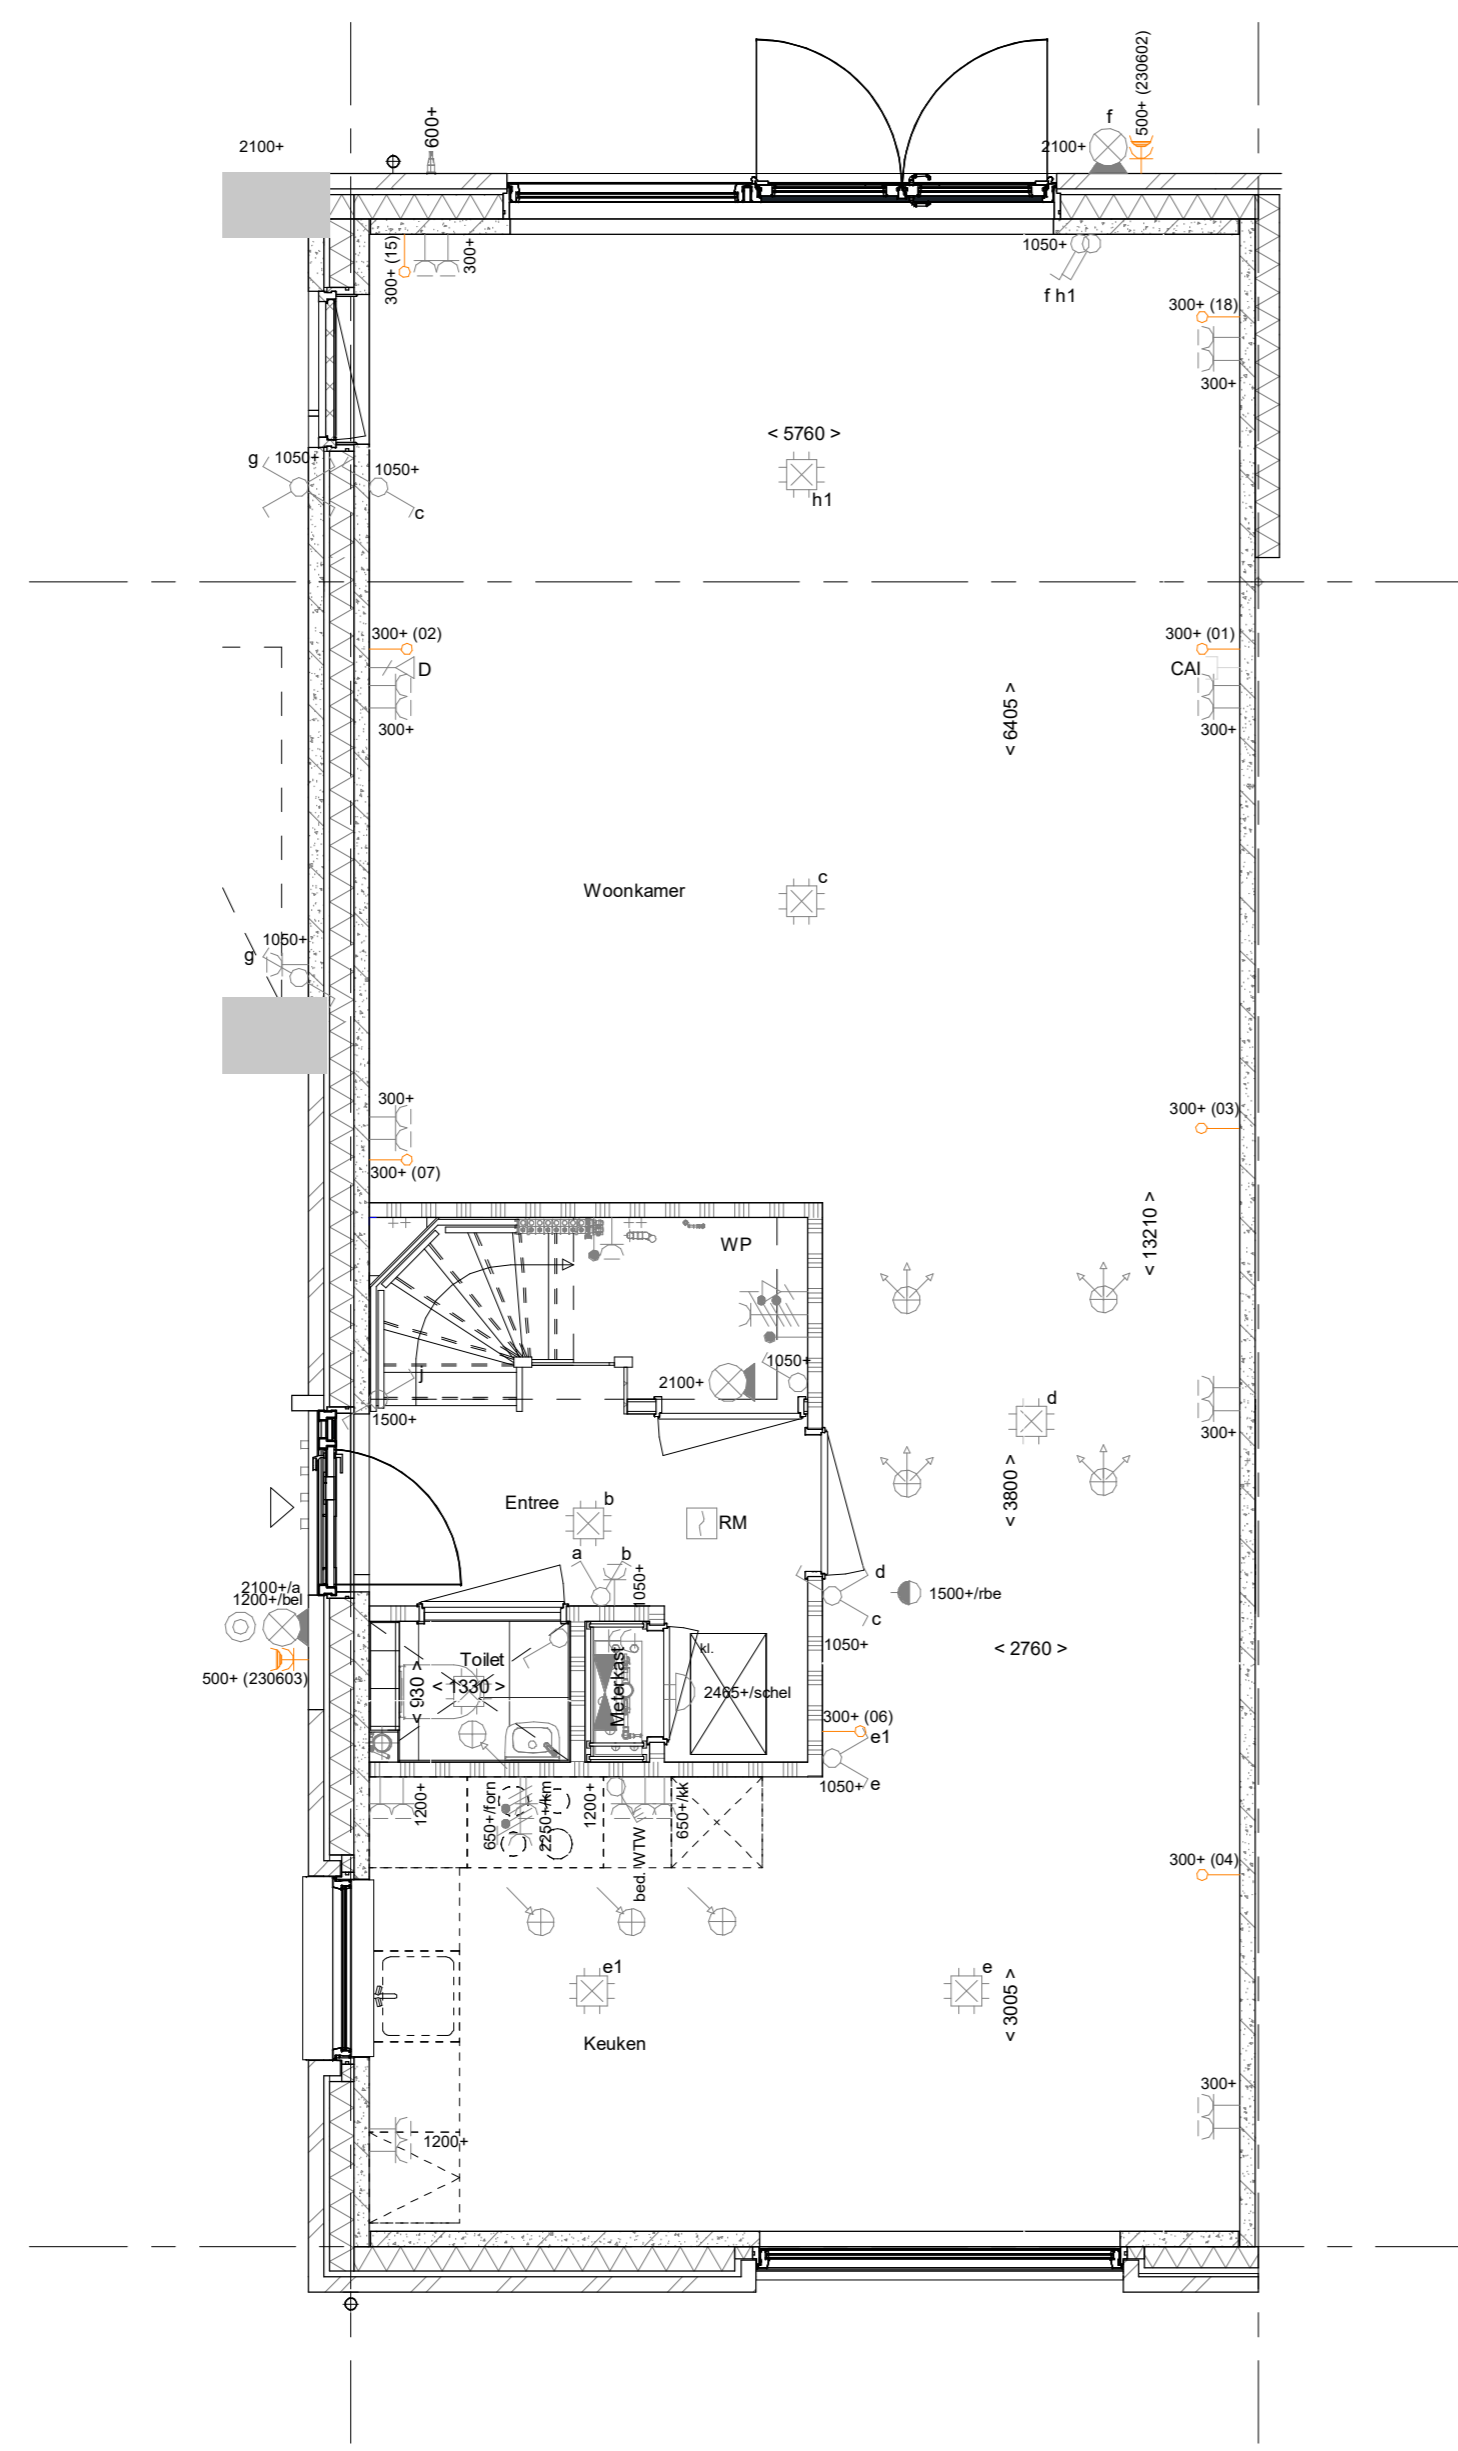 500+ (230602)
f
600+
2100+
2100+
300+ (15)
300+
1050+
f h1
300+ (18)
300+
< 5760 >
h1
g
1050+
1050+
c
300+ (02)
D
300+
300+ (01)
CAI
300+
< 6405 >
Woonkamer
c
1050+
g
300+
300+ (07)
300+ (03)
< 13210 >
WP
j
1500+
2100+
1050+
d
300+
< 3800 >
Entree
b
RM
a
b
1050+
d
c
1050+
1500+/rbe
2100+/a
1200+/bel
500+ (230603)
< 2760 >
Toilet
< 930 >
< 1330 >
Meterkast
kl.
2465+/schel
300+ (06)
e1
1050+
e
1200+
650+/forn
2250+/km
1200+
bed. WTW
650+/kk
300+ (04)
e1
e
< 3005 >
Keuken
300+
1200+